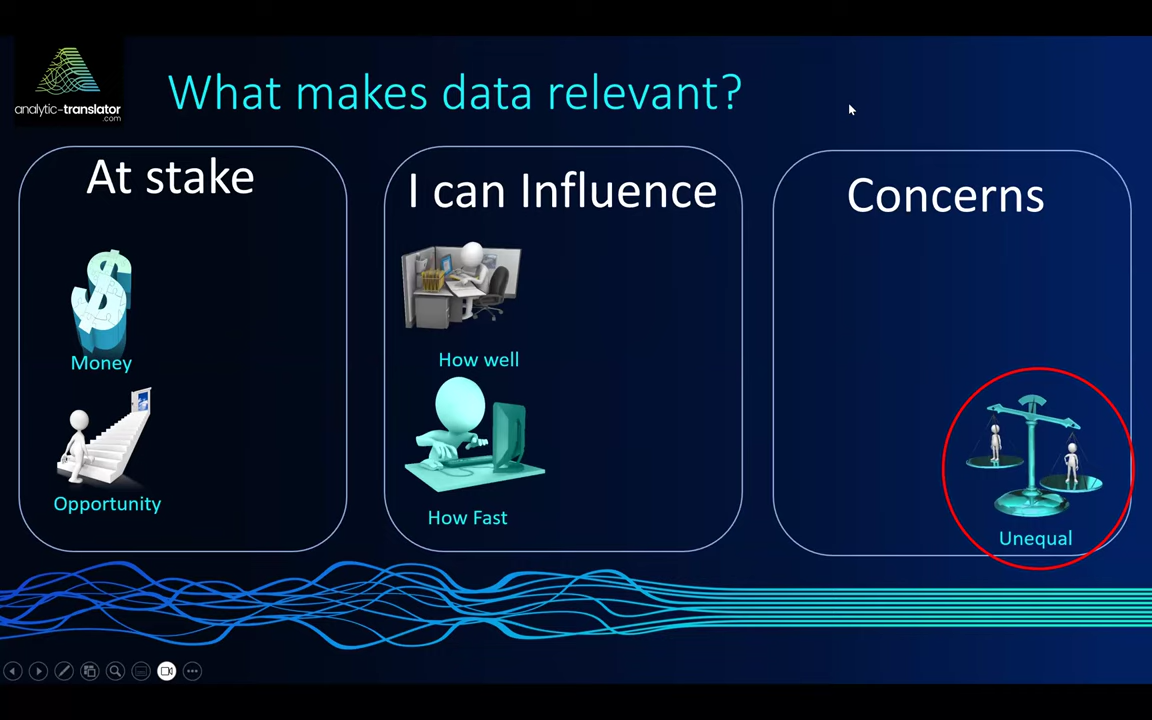 analytic-translator
.com
What makes data relevant?
At stake
Money
Opportunity
I can Influence
How well
How Fast
Concerns
Unequal